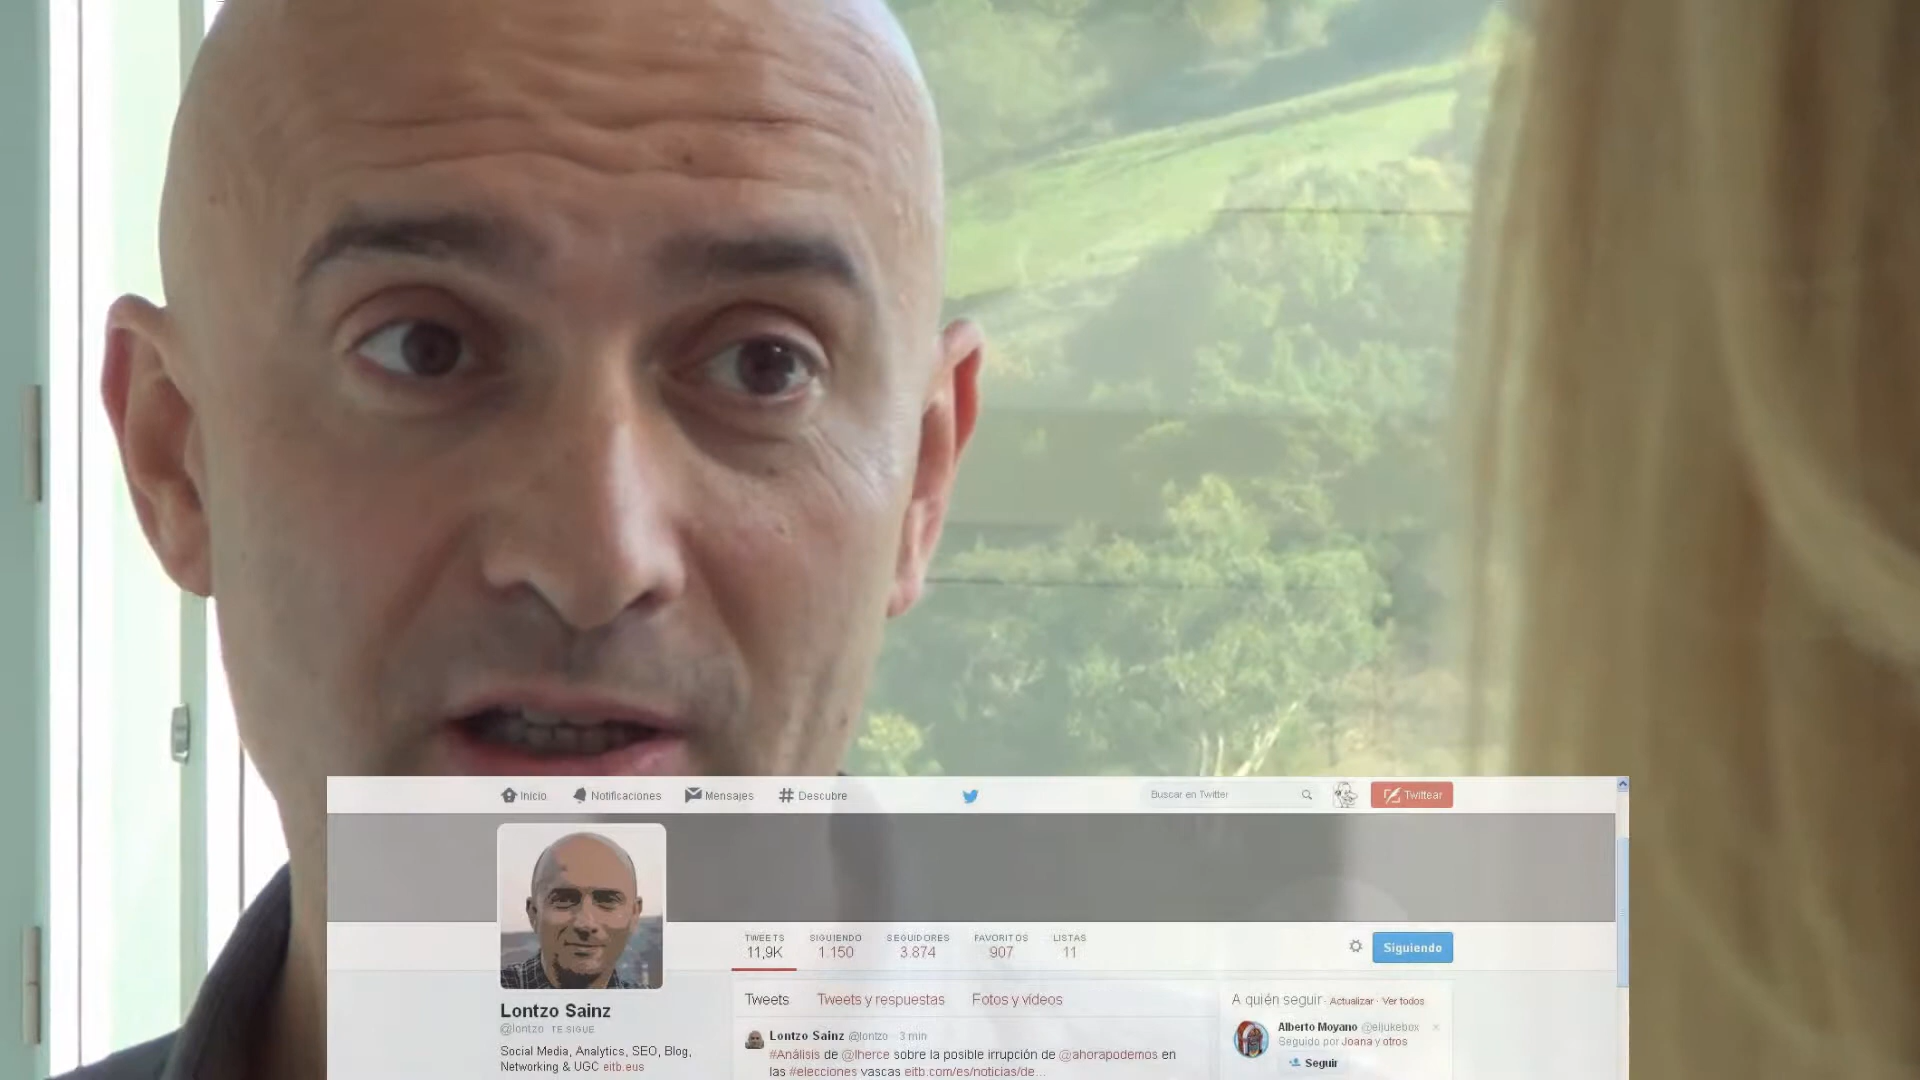 Inicio Notificaciones Mensajes Descubre Buscar en Twitter Twittear
TWEETS SIGUIENDO SEGUIDORES FAVORITOS LISTAS
11,9K 1.150 3.874 907 11
Siguiendo
Lontzo Sainz
@lontzo TE SIGUE
Social Media, Analytics, SEO, Blog,
Networking & UGC eitb.eus
Tweets Tweets y respuestas Fotos y vídeos
Lontzo Sainz @lontzo · 3 min
#Análisis de @lherce sobre la posible irrupción de @ahorapodemos en
las #elecciones vascas eitb.com/es/noticias/de...
A quién seguir · Actualizar · Ver todos
Alberto Moyano @eljukebox
Seguido por Joana y otros
Seguir